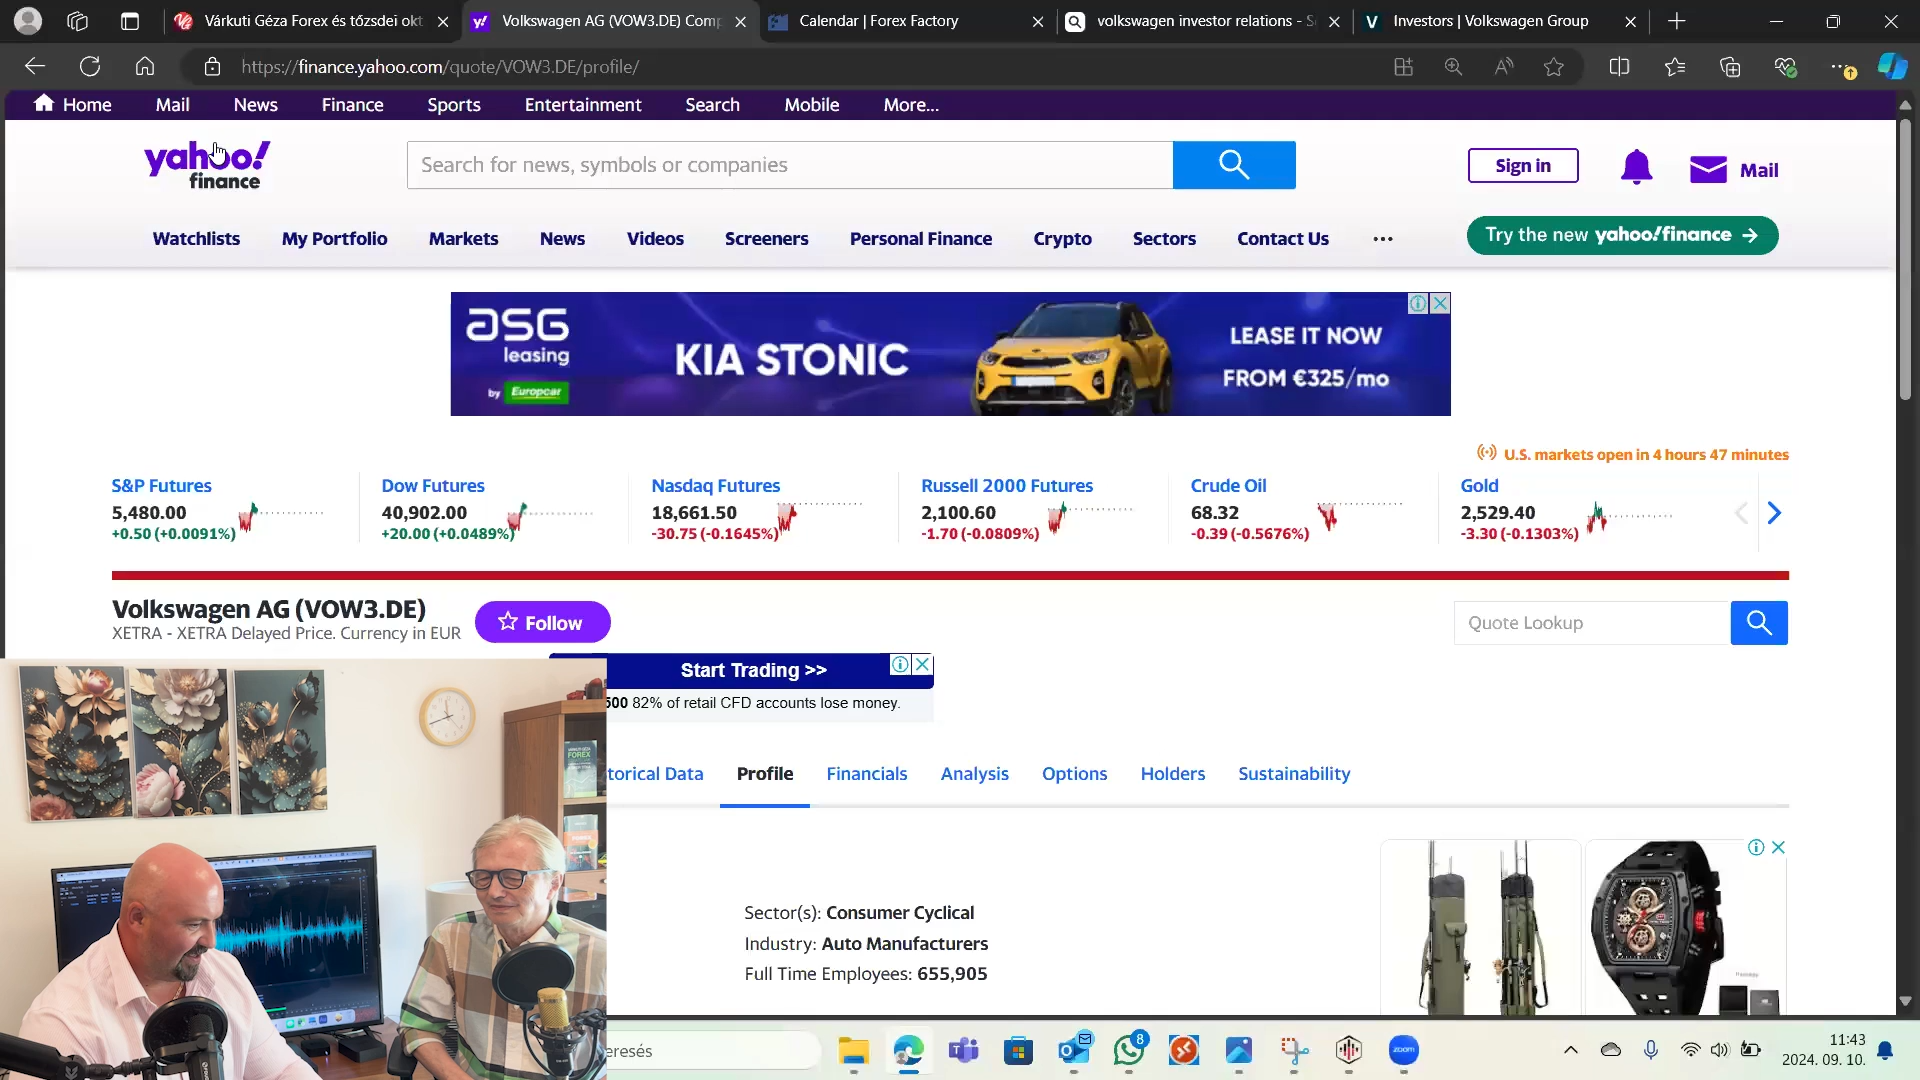 Várkuti Géza Forex és tőzsdei okt
Volkswagen AG (VOW3.DE) Comp
Calendar | Forex Factory
volkswagen investor relations - S
Investors | Volkswagen Group
https://finance.yahoo.com/quote/VOW3.DE/profile/
Home Mail News Finance Sports Entertainment Search Mobile More...
yahoo!
finance
Search for news, symbols or companies
Sign in
Mail
Watchlists My Portfolio Markets News Videos Screeners Personal Finance Crypto Sectors Contact Us ...
Try the new yahoo!finance →
ASG
leasing
by Europcar
KIA STONIC
LEASE IT NOW
FROM €325/mo
U.S. markets open in 4 hours 47 minutes
S&P Futures
5,480.00
+0.50 (+0.0091%)
Dow Futures
40,902.00
+20.00 (+0.0489%)
Nasdaq Futures
18,661.50
-30.75 (-0.1645%)
Russell 2000 Futures
2,100.60
-1.70 (-0.0809%)
Crude Oil
68.32
-0.39 (-0.5676%)
Gold
2,529.40
-3.30 (-0.1303%)
Volkswagen AG (VOW3.DE)
XETRA - XETRA Delayed Price. Currency in EUR
Follow
Quote Lookup
Start Trading >>
500 82% of retail CFD accounts lose money.
torical Data Profile Financials Analysis Options Holders Sustainability
Sector(s): Consumer Cyclical
Industry: Auto Manufacturers
Full Time Employees: 655,905
FOREX
eresés
8
zoom
11:43
2024. 09. 10.